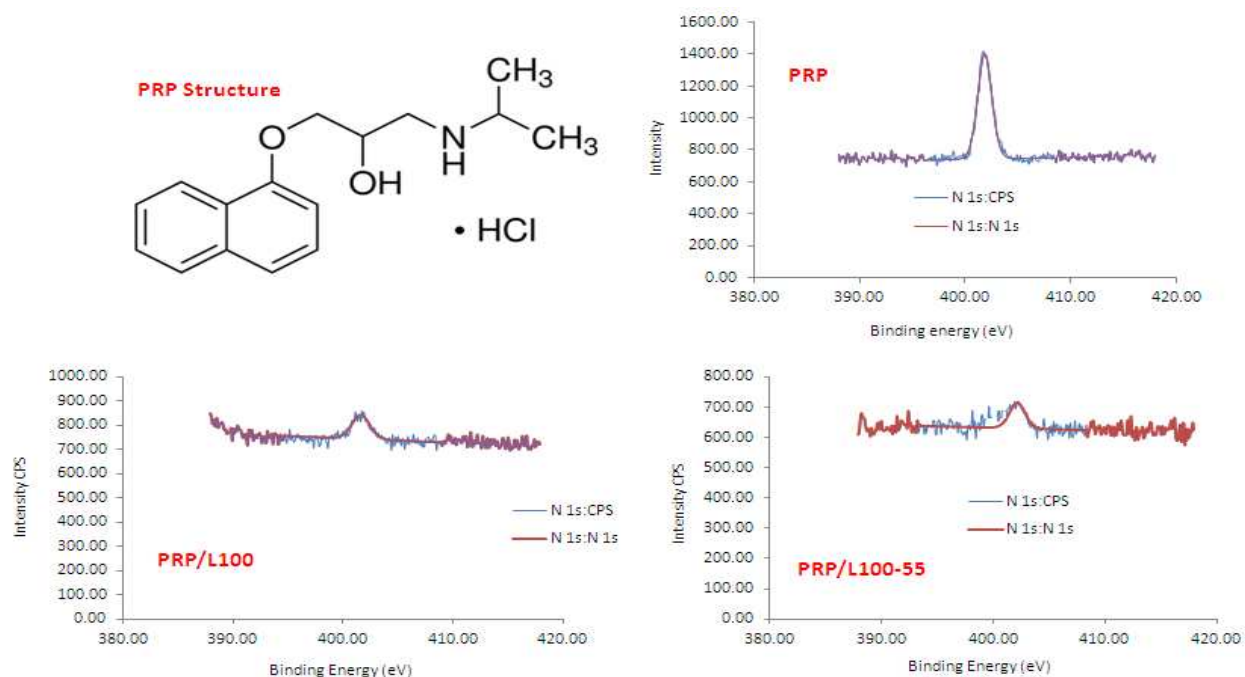 PRP Structure
CH₃
O
N
H
CH₃
OH
• HCl
1600.00
1400.00
1200.00
1000.00
800.00
600.00
400.00
200.00
0.00
Intensity
PRP
N 1s:CPS
N 1s:N 1s
380.00 390.00 400.00 410.00 420.00
Binding energy (eV)
1000.00
900.00
800.00
700.00
600.00
500.00
400.00
300.00
200.00
100.00
0.00
Intensity CPS
N 1s:CPS
N 1s:N 1s
PRP/L100
380.00 390.00 400.00 410.00 420.00
Binding Energy (eV)
800.00
700.00
600.00
500.00
400.00
300.00
200.00
100.00
0.00
Intensity CPS
N 1s:CPS
N 1s:N 1s
PRP/L100-55
380.00 390.00 400.00 410.00 420.00
Binding Energy (eV)